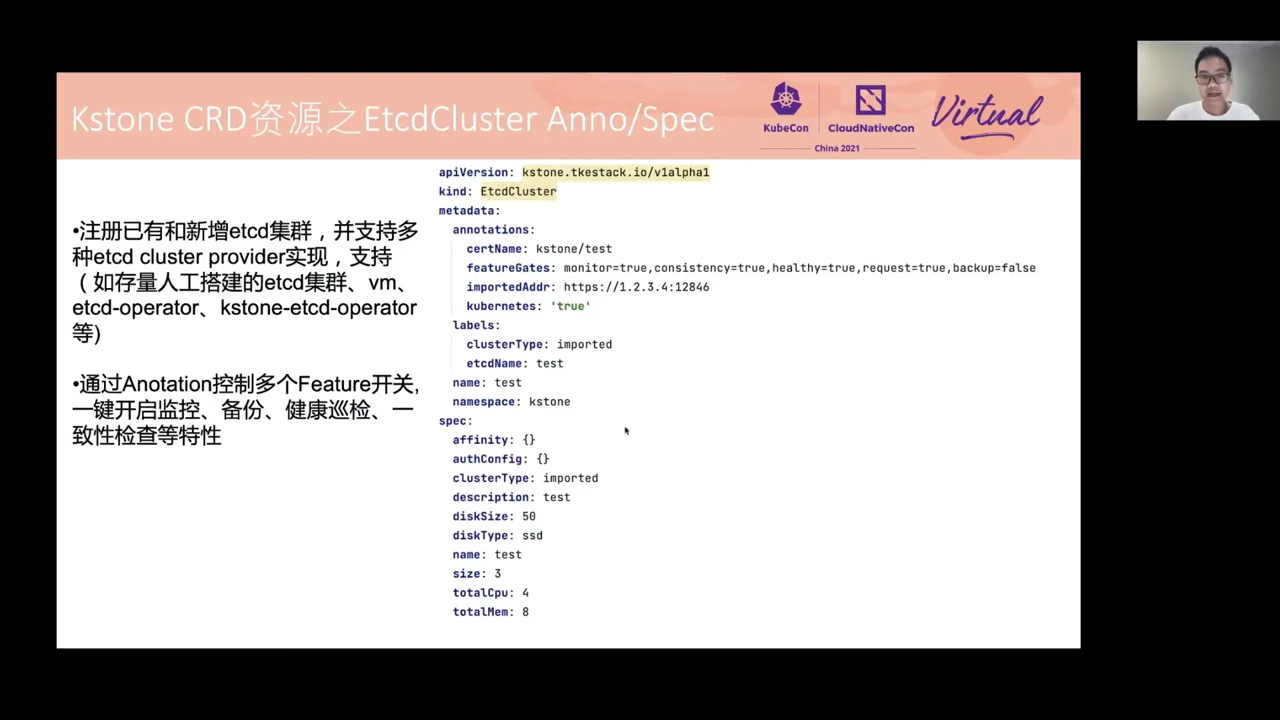 Kstone CRD资源之EtcdCluster Anno/Spec
KubeCon
CloudNativeCon
Virtual
China 2021
•注册已有和新增etcd集群，并支持多
种etcd cluster provider实现，支持
（如存量人工搭建的etcd集群、vm、
etcd-operator、kstone-etcd-operator
等)
•通过Anotation控制多个Feature开关,
一键开启监控、备份、健康巡检、一
致性检查等特性
apiVersion: kstone.tkestack.io/v1alpha1
kind: EtcdCluster
metadata:
annotations:
certName: kstone/test
featureGates: monitor=true,consistency=true,healthy=true,request=true,backup=false
importedAddr: https://1.2.3.4:12846
kubernetes: 'true'
labels:
clusterType: imported
etcdName: test
name: test
namespace: kstone
spec:
affinity: {}
authConfig: {}
clusterType: imported
description: test
diskSize: 50
diskType: ssd
name: test
size: 3
totalCpu: 4
totalMem: 8